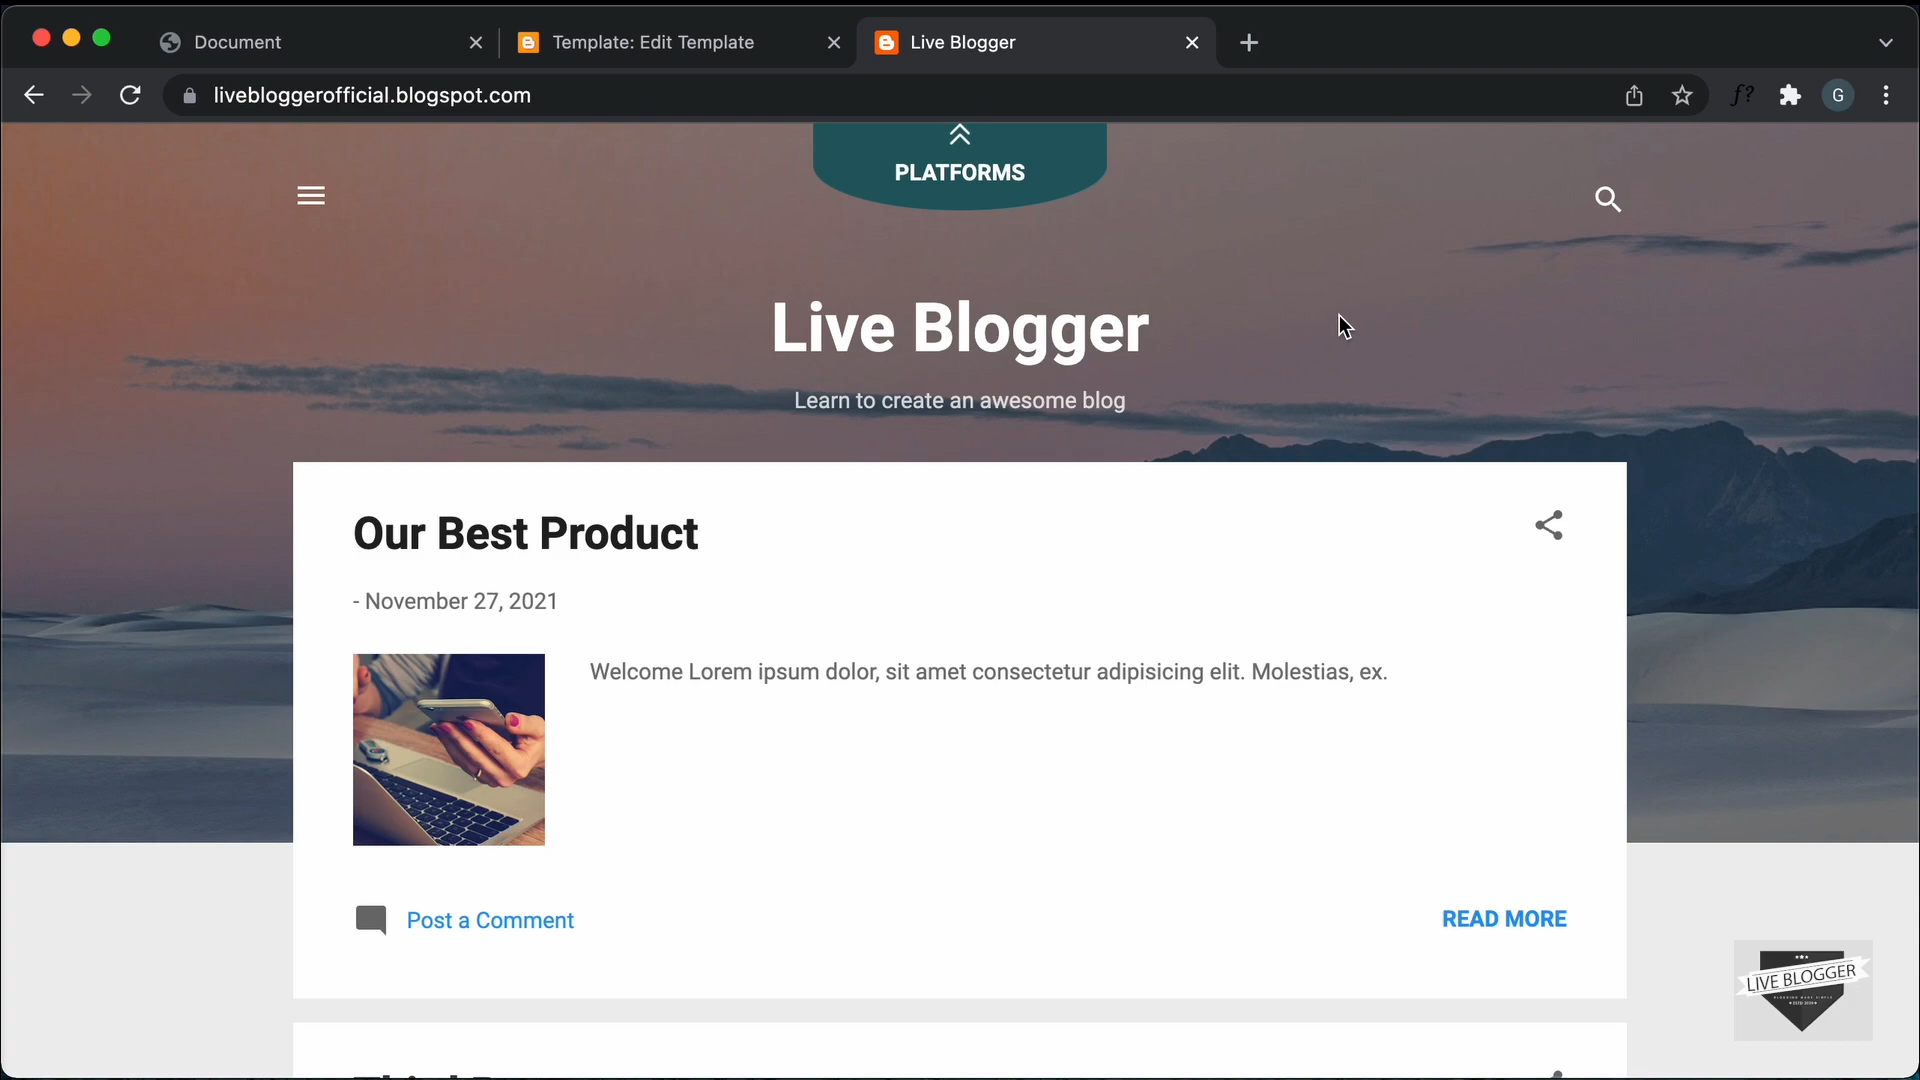 Document
Template: Edit Template
Live Blogger
livebloggerofficial.blogspot.com
f?
G
PLATFORMS
Live Blogger
Learn to create an awesome blog
Our Best Product
- November 27, 2021
Welcome Lorem ipsum dolor, sit amet consectetur adipisicing elit. Molestias, ex.
Post a Comment
READ MORE
LIVE BLOGGER